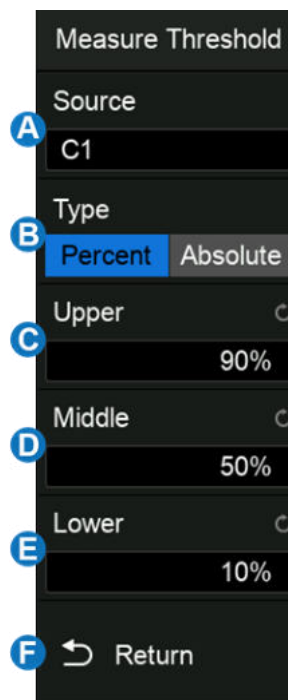 Measure Threshold
Source
A
C1
Type
B
Percent Absolute
Upper
C
90%
Middle
D
50%
Lower
E
10%
F Return